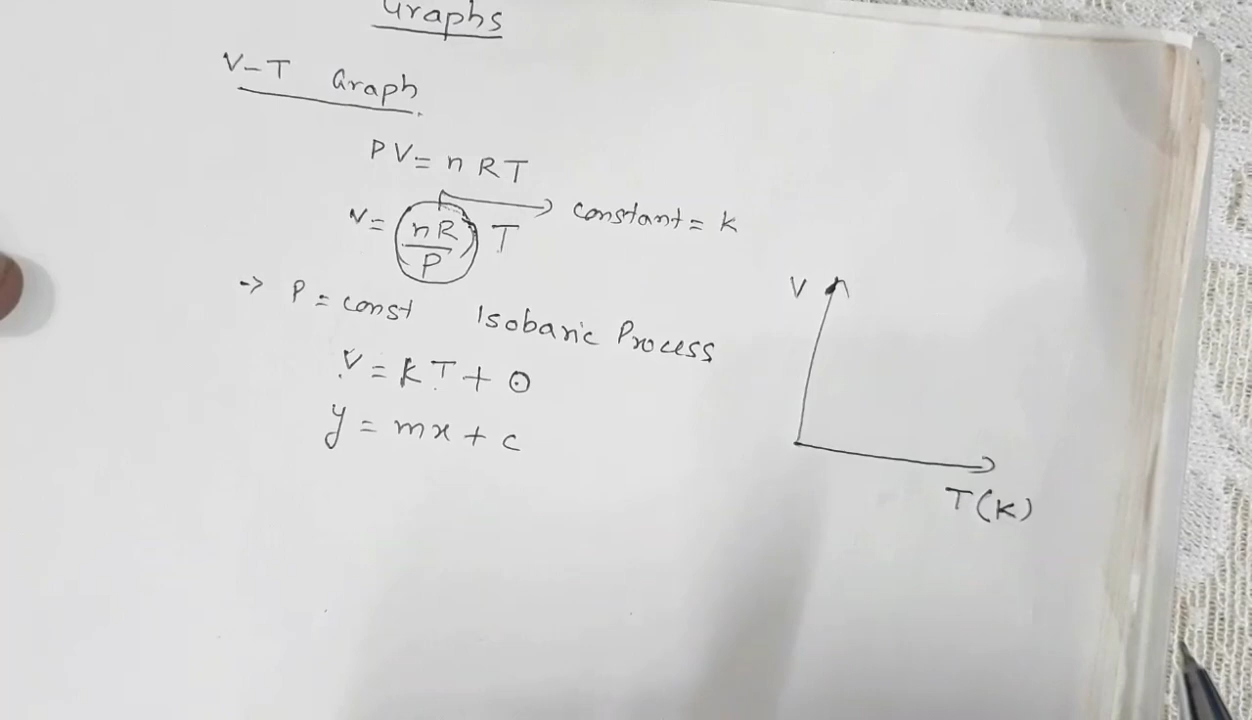 Graphs
V-T Graph
PV = nRT
V = (nR/P) T → constant = k
-> P = const Isobaric Process
V = kT + 0
y = mx + c
V
T(K)